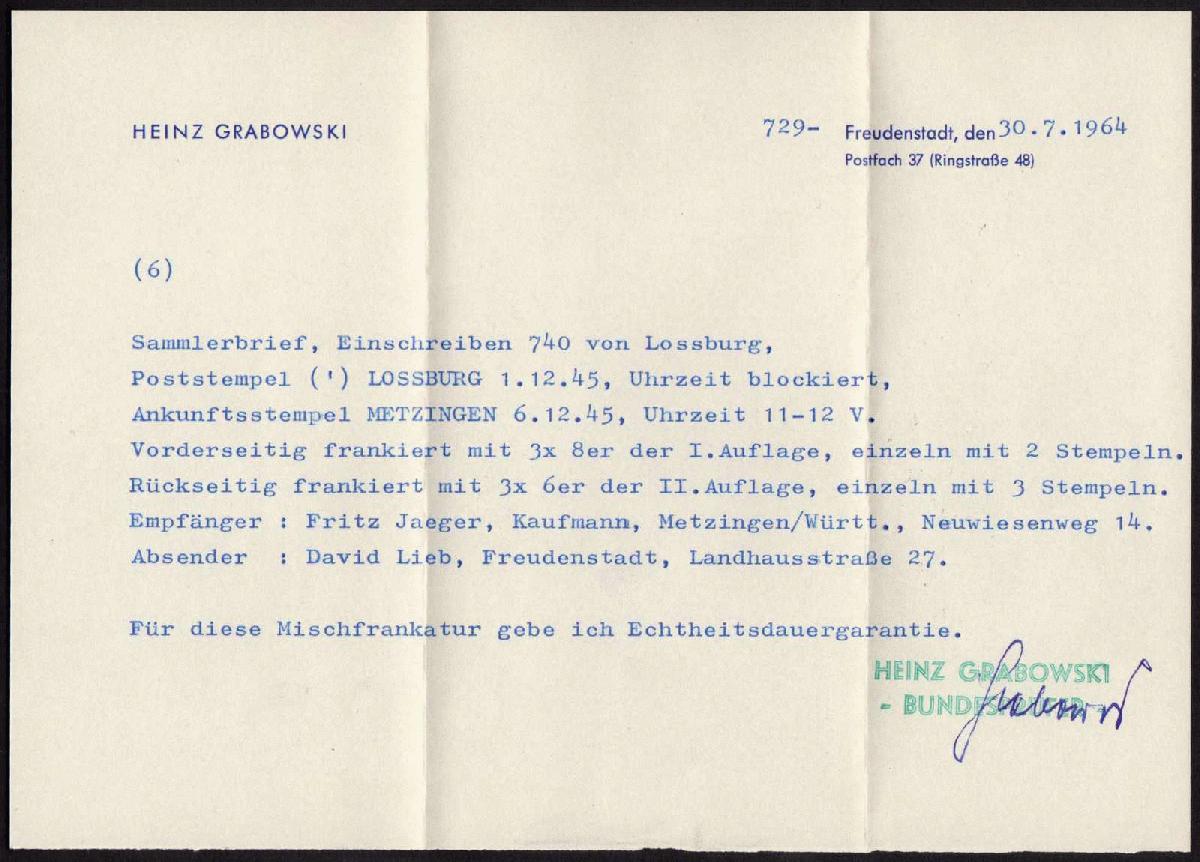 HEINZ GRABOWSKI
729- Freudenstadt, den 30.7.1964
Postfach 37 (Ringstraße 48)
(6)
Sammlerbrief, Einschreiben 740 von Lossburg,
Poststempel (') LOSSBURG 1.12.45, Uhrzeit blockiert,
Ankunftsstempel METZINGEN 6.12.45, Uhrzeit 11-12 V.
Vorderseitig frankiert mit 3x 8er der I.Auflage, einzeln mit 2 Stempeln.
Rückseitig frankiert mit 3x 6er der II.Auflage, einzeln mit 3 Stempeln.
Empfänger : Fritz Jaeger, Kaufmann, Metzingen/Württ., Neuwiesenweg 14.
Absender : David Lieb, Freudenstadt, Landhausstraße 27.
Für diese Mischfrankatur gebe ich Echtheitsdauergarantie.
HEINZ GRABOWSKI
- BUNDESPRÜFER -
Grabowski